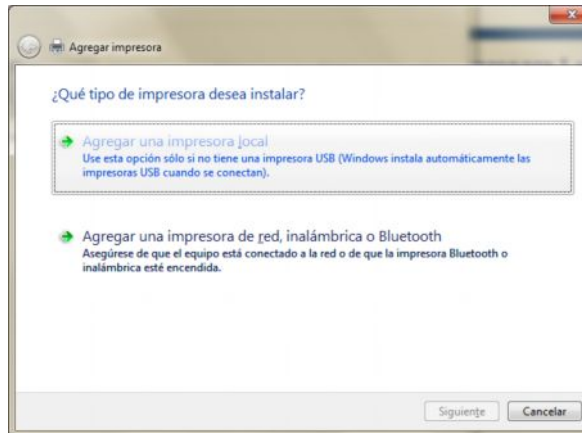 Agregar impresora
¿Qué tipo de impresora desea instalar?
Agregar una impresora local
Use esta opción sólo si no tiene una impresora USB (Windows instala automáticamente las
impresoras USB cuando se conectan).
Agregar una impresora de red, inalámbrica o Bluetooth
Asegúrese de que el equipo está conectado a la red o de que la impresora Bluetooth o
inalámbrica esté encendida.
Siguiente
Cancelar